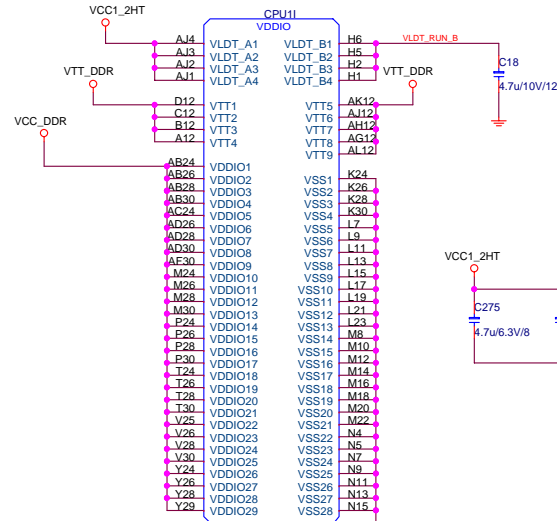 VCC1_2HT
CPU1I
VDDIO
AJ4 VLDT_A1 VLDT_B1 H6 VLDT_RUN_B
AJ3 VLDT_A2 VLDT_B2 H5
AJ2 VLDT_A3 VLDT_B3 H2
AJ1 VLDT_A4 VLDT_B4 H1
C18
4.7u/10V/12
VTT_DDR VTT_DDR
D12 VTT1 VTT5 AK12
C12 VTT2 VTT6 AJ12
B12 VTT3 VTT7 AH12
A12 VTT4 VTT8 AG12
VTT9 AL12
VCC_DDR
AB24 VDDIO1 VSS1 K24
AB26 VDDIO2 VSS2 K26
AB28 VDDIO3 VSS3 K28
AB30 VDDIO4 VSS4 K30
AC24 VDDIO5 VSS5 L7
AD26 VDDIO6 VSS6 L9
AD28 VDDIO7 VSS7 L11
AD30 VDDIO8 VSS8 L13
AF30 VDDIO9 VSS9 L15
M24 VDDIO10 VSS10 L17
M26 VDDIO11 VSS11 L19
M28 VDDIO12 VSS12 L21
M30 VDDIO13 VSS13 L23
P24 VDDIO14 VSS14 M8
P26 VDDIO15 VSS15 M10
P28 VDDIO16 VSS16 M12
P30 VDDIO17 VSS17 M14
T24 VDDIO18 VSS18 M16
T26 VDDIO19 VSS19 M18
T28 VDDIO20 VSS20 M20
T30 VDDIO21 VSS21 M22
V25 VDDIO22 VSS22 N4
V26 VDDIO23 VSS23 N5
V28 VDDIO24 VSS24 N7
V30 VDDIO25 VSS25 N9
Y24 VDDIO26 VSS26 N11
Y26 VDDIO27 VSS27 N13
Y28 VDDIO28 VSS28 N15
Y29 VDDIO29
VCC1_2HT
C275
4.7u/6.3V/8